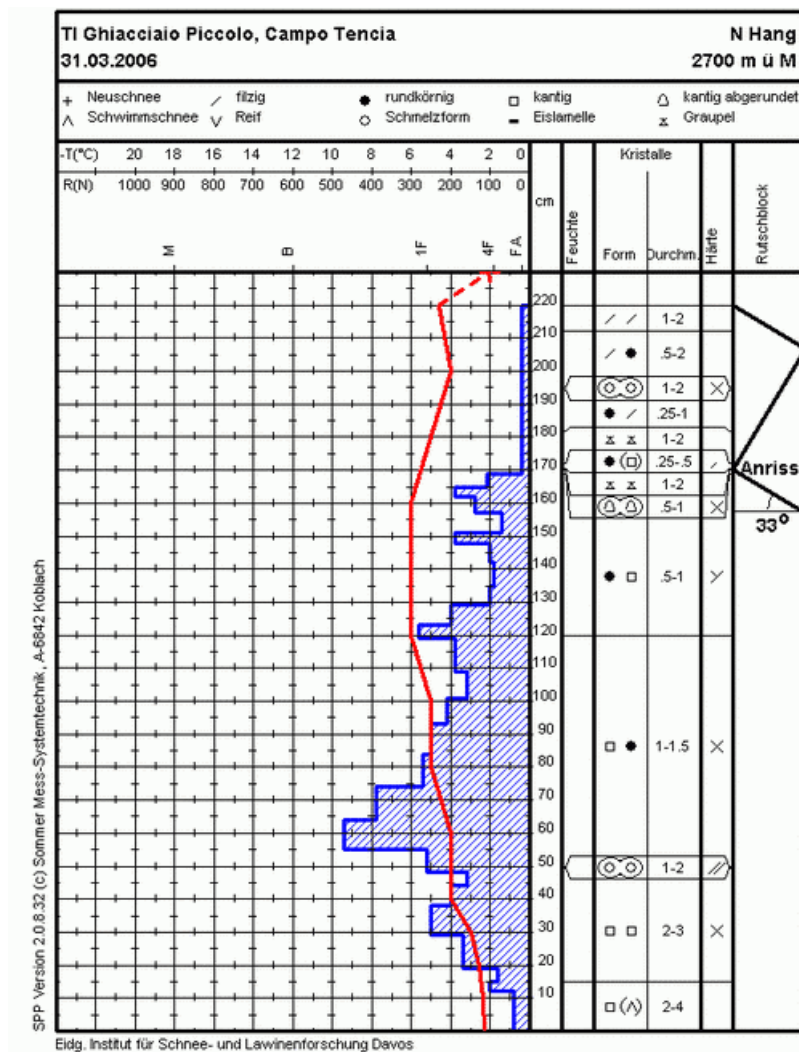 TI Ghiacciaio Piccolo, Campo Tencia N Hang
31.03.2006 2700 m ü M
+ Neuschnee ∕ filzig ● rundkörnig □ kantig kantig abgerundet
∧ Schwimmschnee ∨ Reif ○ Schmelzform Eislamelle Graupel
-T(°C) 20 18 16 14 12 10 8 6 4 2 0
R(N) 1000 900 800 700 600 500 400 300 200 100 0
M B 1F 4F FA
cm
Feuchte
Kristalle
Form Durchm.
Härte
Rutschblock
220
1-2
210
.5-2
200
1-2
190
.25-1
180
1-2
170
.25-.5
Anriss
1-2
160
.5-1
33°
150
140
.5-1
130
120
110
100
90
1-1.5
80
70
60
50
1-2
40
30
2-3
20
10
2-4
SPP Version 2.0.8.32 (c) Sommer Mess-Systemtechnik, A-6842 Koblach
Eidg. Institut für Schnee- und Lawinenforschung Davos